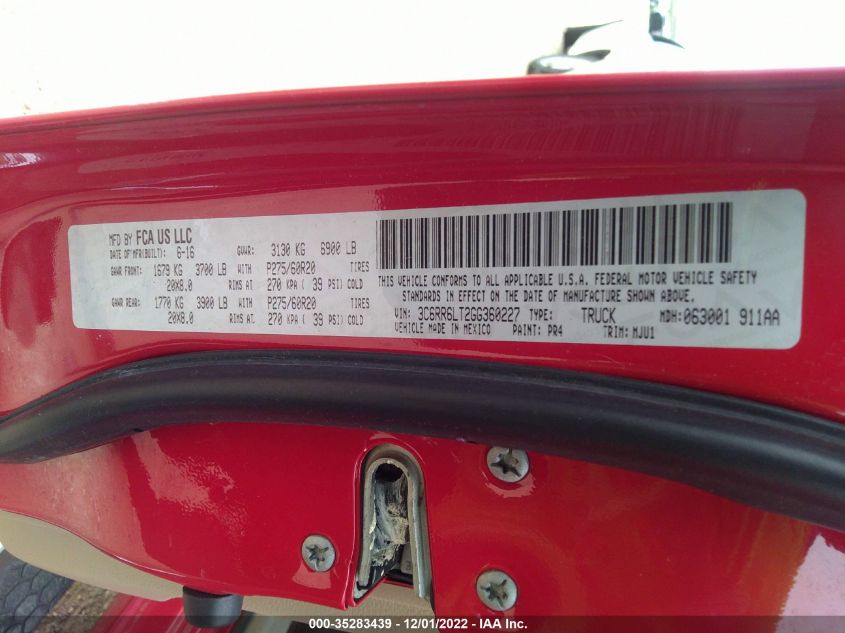 MFD BY FCA US LLC
DATE OF MFR(BUILT): 6-16 GVWR: 3130 KG 6900 LB
GAWR FRONT: 1679 KG 3700 LB WITH P275/60R20 TIRES
20X8.0 RIMS AT 270 KPA ( 39 PSI) COLD
GAWR REAR: 1770 KG 3900 LB WITH P275/60R20 TIRES
20X8.0 RIMS AT. 270 KPA ( 39 PSI) COLD
THIS VEHICLE CONFORMS TO ALL APPLICABLE U.S.A. FEDERAL MOTOR VEHICLE SAFETY
STANDARDS IN EFFECT ON THE DATE OF MANUFACTURE SHOWN ABOVE.
VIN: 3C6RR6LT2GG360227 TYPE: TRUCK MDH: 063001 911AA
VEHICLE MADE IN MEXICO PAINT: PR4 TRIM: MJU1
000-35283439 - 12/01/2022 - IAA Inc.